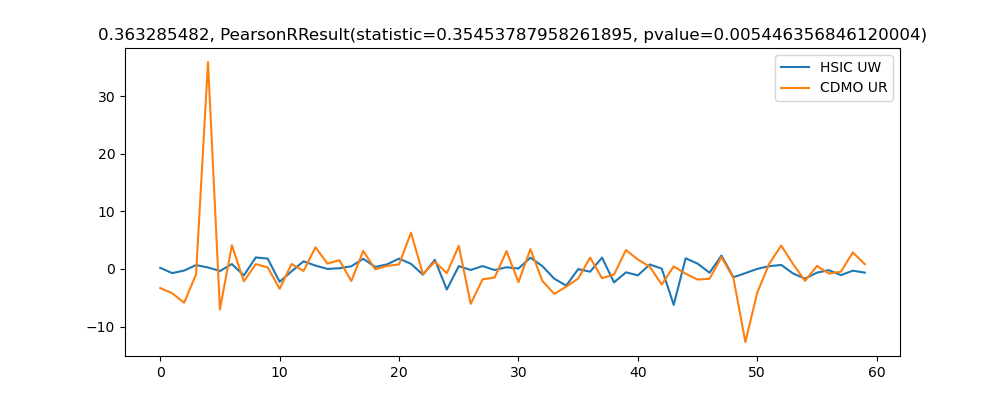 0.363285482, PearsonRResult(statistic=0.35453787958261895, pvalue=0.005446356846120004)
HSIC UW
CDMO UR
30
20
10
0
−10
0 10 20 30 40 50 60